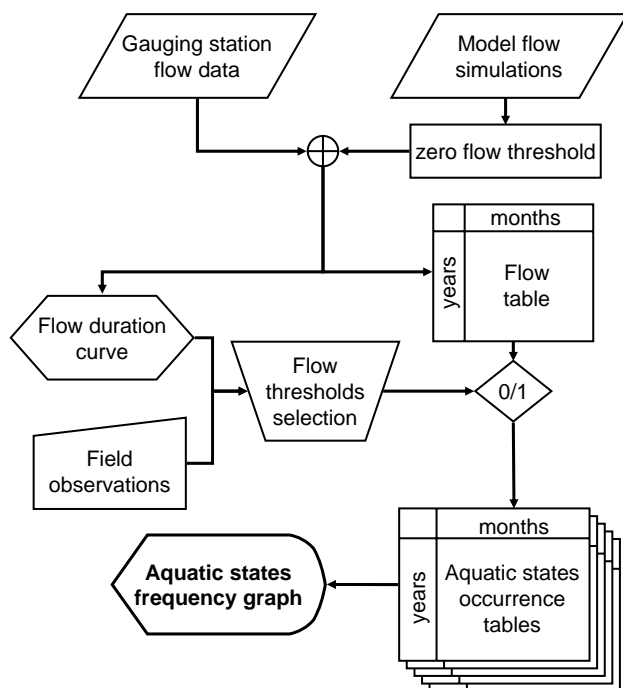 Gauging station
flow data
Model flow
simulations
zero flow threshold
months
years
Flow
table
Flow duration
curve
Flow
thresholds
selection
0/1
Field
observations
months
years
Aquatic states
occurrence
tables
Aquatic states
frequency graph